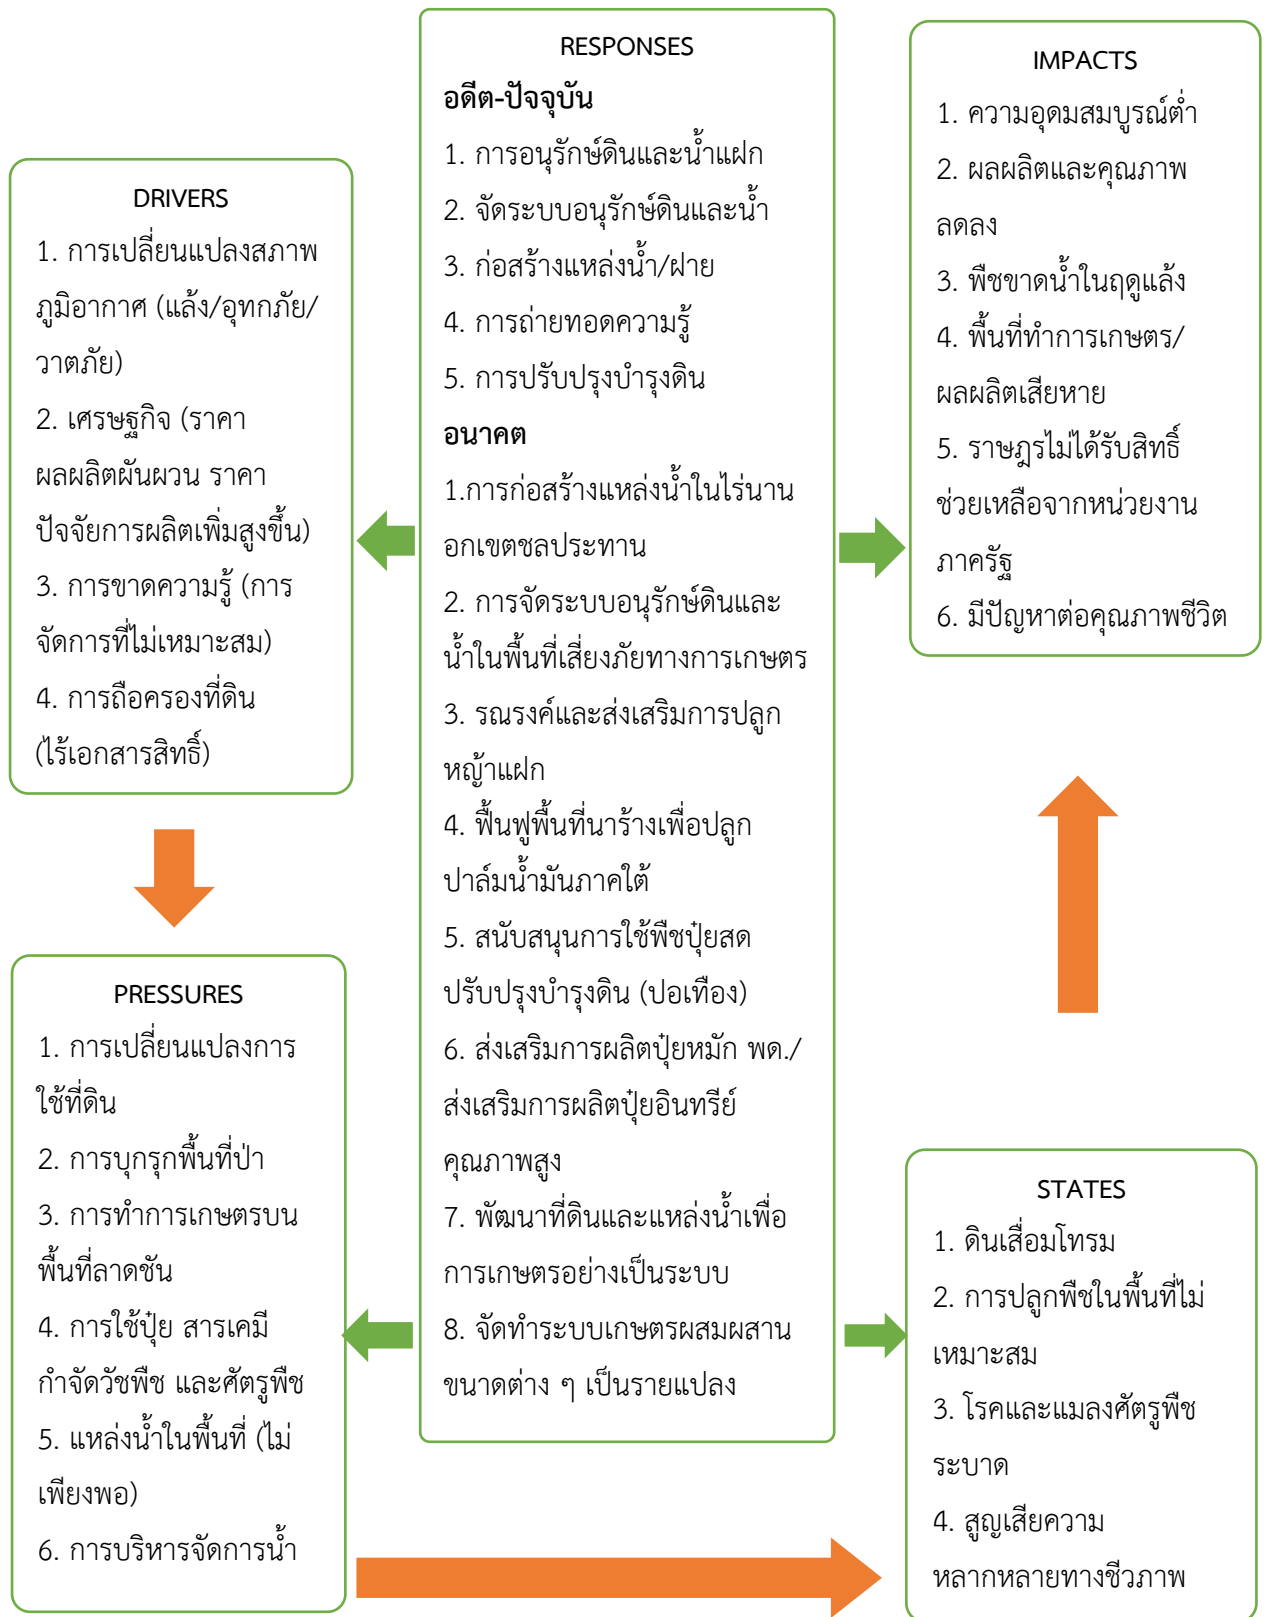 DRIVERS
1. การเปลี่ยนแปลงสภาพ
ภูมิอากาศ (แล้ง/อุทกภัย/
วาตภัย)
2. เศรษฐกิจ (ราคา
ผลผลิตผันผวน ราคา
ปัจจัยการผลิตเพิ่มสูงขึ้น)
3. การขาดความรู้ (การ
จัดการที่ไม่เหมาะสม)
4. การถือครองที่ดิน
(ไร้เอกสารสิทธิ์)
PRESSURES
1. การเปลี่ยนแปลงการ
ใช้ที่ดิน
2. การบุกรุกพื้นที่ป่า
3. การทำการเกษตรบน
พื้นที่ลาดชัน
4. การใช้ปุ๋ย สารเคมี
กำจัดวัชพืช และศัตรูพืช
5. แหล่งน้ำในพื้นที่ (ไม่
เพียงพอ)
6. การบริหารจัดการน้ำ
RESPONSES
อดีต-ปัจจุบัน
1. การอนุรักษ์ดินและน้ำแฝก
2. จัดระบบอนุรักษ์ดินและน้ำ
3. ก่อสร้างแหล่งน้ำ/ฝาย
4. การถ่ายทอดความรู้
5. การปรับปรุงบำรุงดิน
อนาคต
1.การก่อสร้างแหล่งน้ำในไร่นาน
อกเขตชลประทาน
2. การจัดระบบอนุรักษ์ดินและ
น้ำในพื้นที่เสี่ยงภัยทางการเกษตร
3. รณรงค์และส่งเสริมการปลูก
หญ้าแฝก
4. ฟื้นฟูพื้นที่นาร้างเพื่อปลูก
ปาล์มน้ำมันภาคใต้
5. สนับสนุนการใช้พืชปุ๋ยสด
ปรับปรุงบำรุงดิน (ปอเทือง)
6. ส่งเสริมการผลิตปุ๋ยหมัก พด./
ส่งเสริมการผลิตปุ๋ยอินทรีย์
คุณภาพสูง
7. พัฒนาที่ดินและแหล่งน้ำเพื่อ
การเกษตรอย่างเป็นระบบ
8. จัดทำระบบเกษตรผสมผสาน
ขนาดต่าง ๆ เป็นรายแปลง
IMPACTS
1. ความอุดมสมบูรณ์ต่ำ
2. ผลผลิตและคุณภาพ
ลดลง
3. พืชขาดน้ำในฤดูแล้ง
4. พื้นที่ทำการเกษตร/
ผลผลิตเสียหาย
5. ราษฎรไม่ได้รับสิทธิ์
ช่วยเหลือจากหน่วยงาน
ภาครัฐ
6. มีปัญหาต่อคุณภาพชีวิต
STATES
1. ดินเสื่อมโทรม
2. การปลูกพืชในพื้นที่ไม่
เหมาะสม
3. โรคและแมลงศัตรูพืช
ระบาด
4. สูญเสียความ
หลากหลายทางชีวภาพ